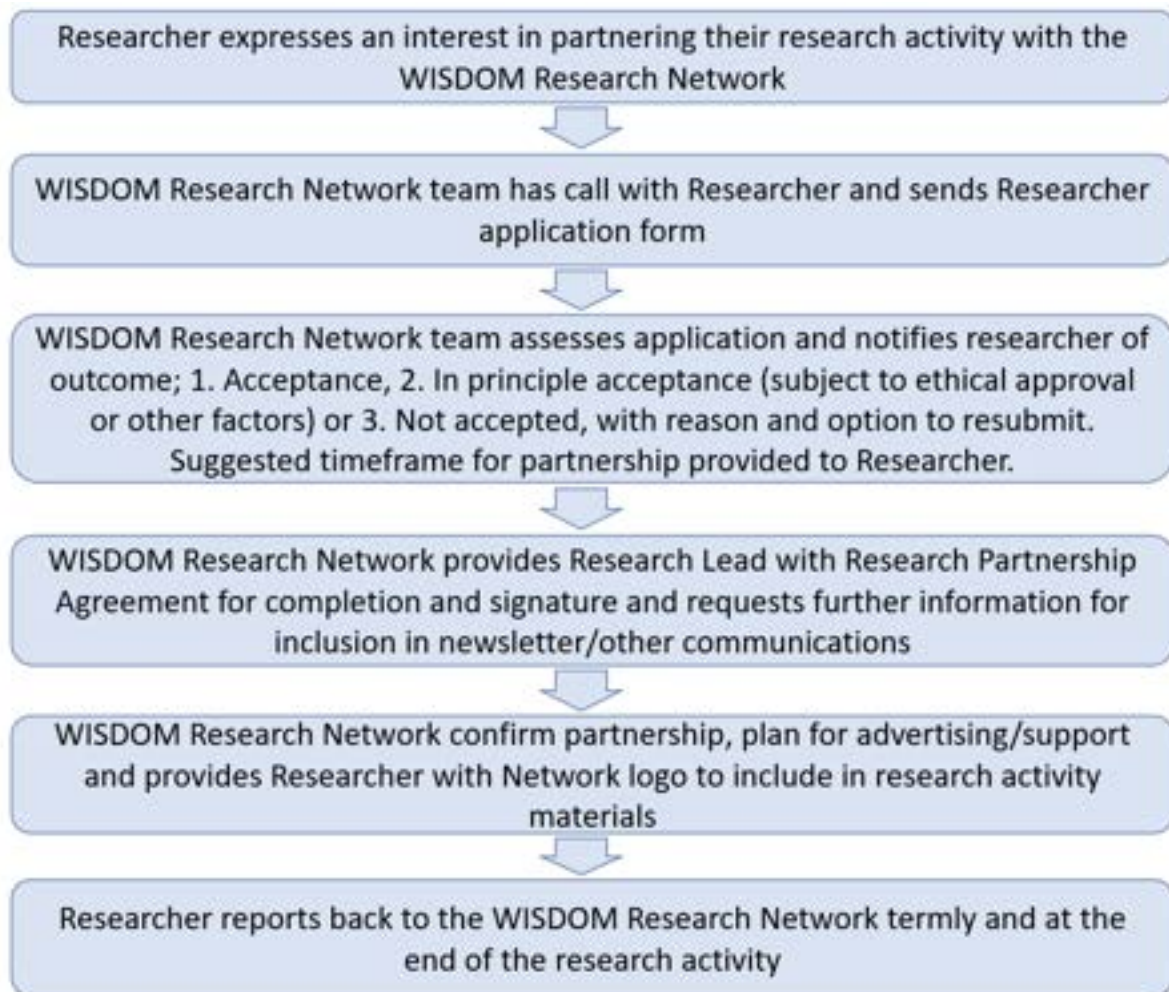 Researcher expresses an interest in partnering their research activity with the
WISDOM Research Network
WISDOM Research Network team has call with Researcher and sends Researcher
application form
WISDOM Research Network team assesses application and notifies researcher of
outcome; 1. Acceptance, 2. In principle acceptance (subject to ethical approval
or other factors) or 3. Not accepted, with reason and option to resubmit.
Suggested timeframe for partnership provided to Researcher.
WISDOM Research Network provides Research Lead with Research Partnership
Agreement for completion and signature and requests further information for
inclusion in newsletter/other communications
WISDOM Research Network confirm partnership, plan for advertising/support
and provides Researcher with Network logo to include in research activity
materials
Researcher reports back to the WISDOM Research Network termly and at the
end of the research activity